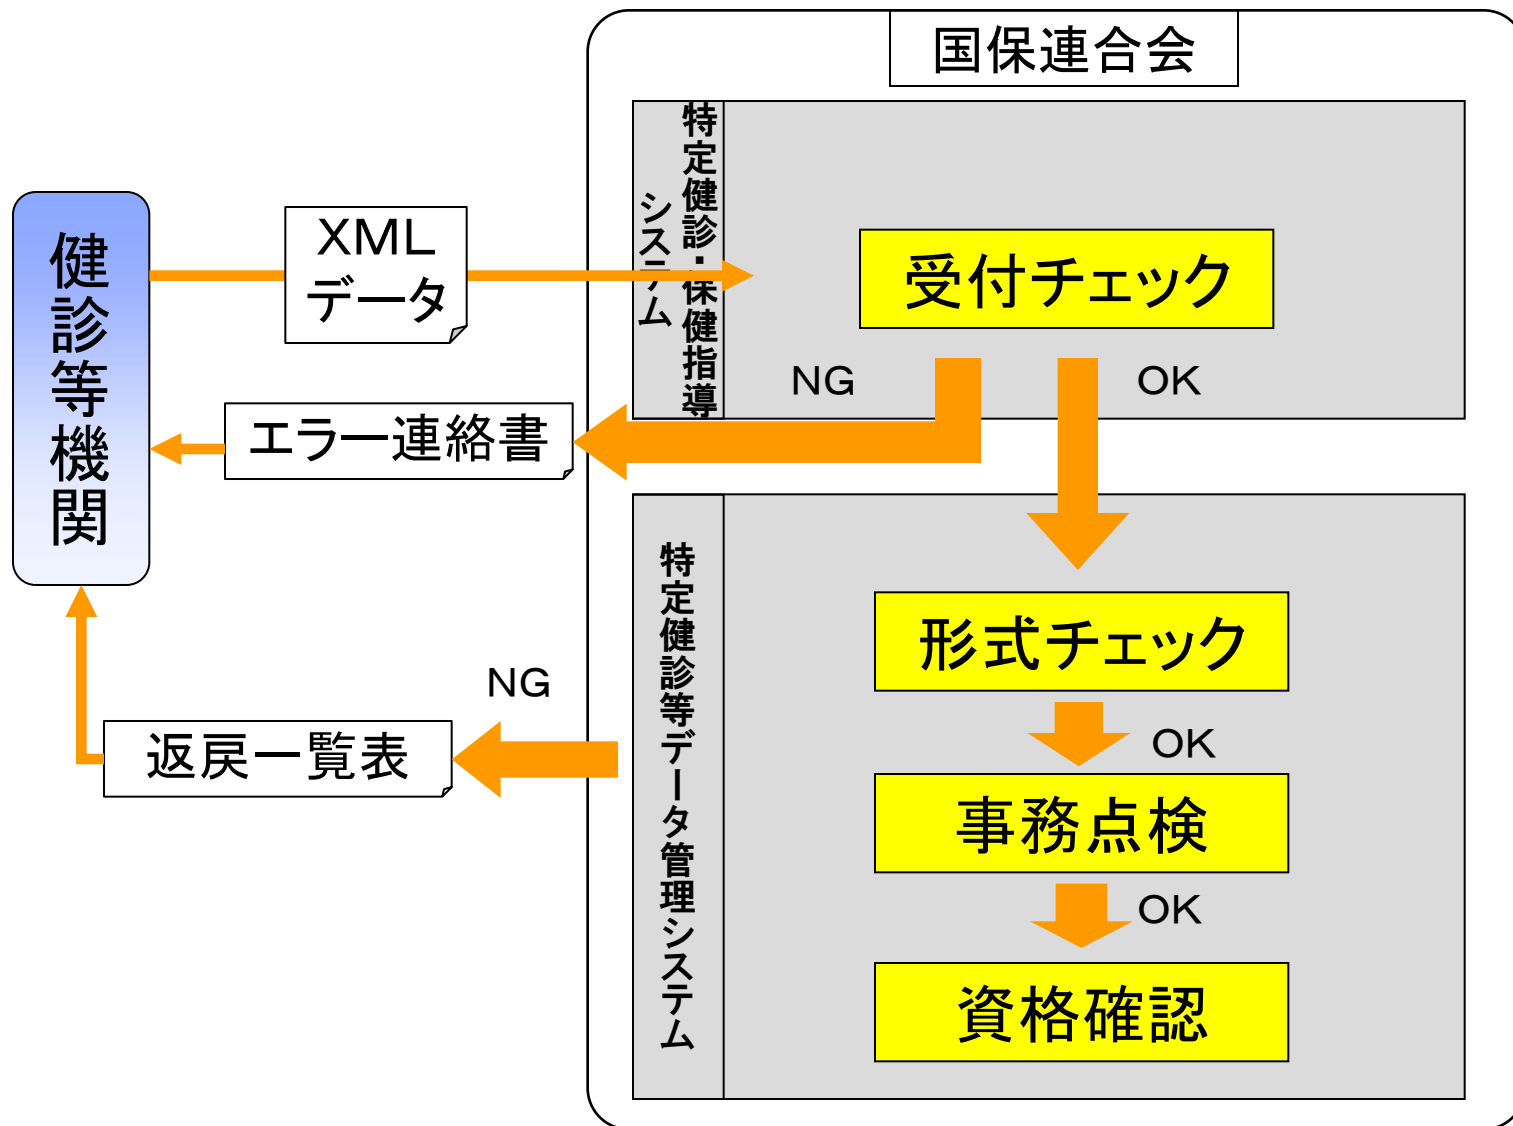 国保連合会
特定健診・保健指導
システム
健診等機関
XML
データ
受付チェック
NG
OK
エラー連絡書
特定健診等データ管理システム
形式チェック
NG
OK
返戻一覧表
事務点検
OK
資格確認